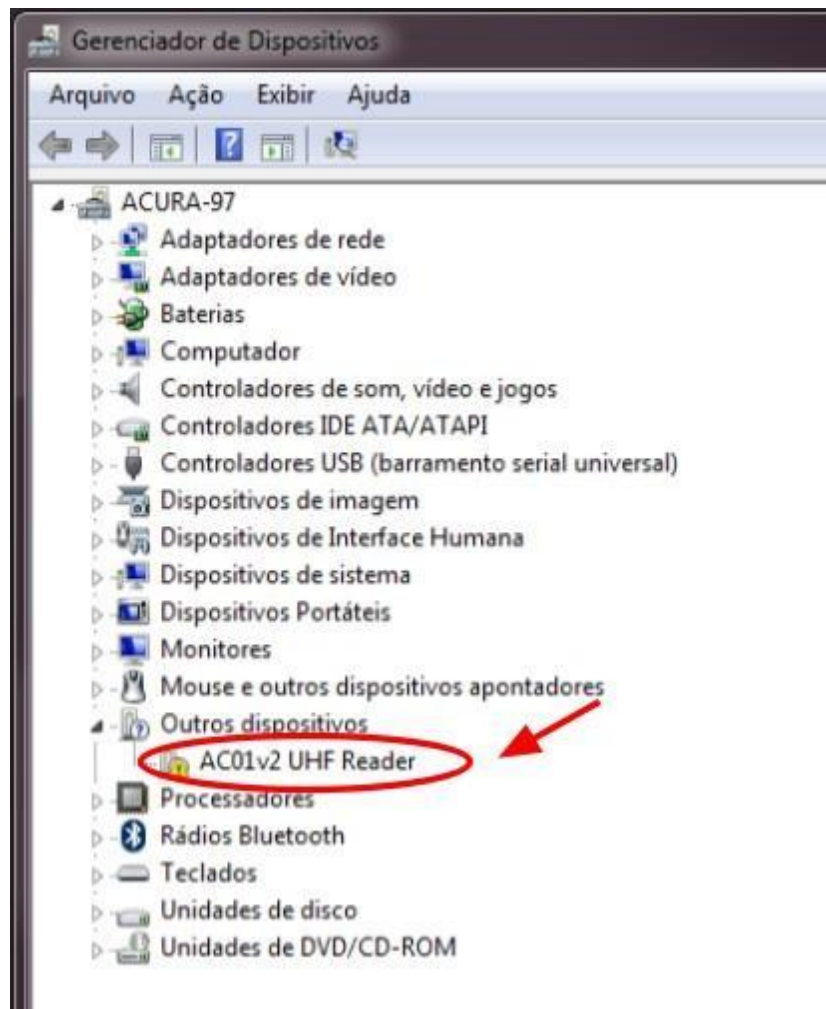 Gerenciador de Dispositivos
Arquivo Ação Exibir Ajuda
ACURA-97
Adaptadores de rede
Adaptadores de vídeo
Baterias
Computador
Controladores de som, vídeo e jogos
Controladores IDE ATA/ATAPI
Controladores USB (barramento serial universal)
Dispositivos de imagem
Dispositivos de Interface Humana
Dispositivos de sistema
Dispositivos Portáteis
Monitores
Mouse e outros dispositivos apontadores
Outros dispositivos
AC01v2 UHF Reader
Processadores
Rádios Bluetooth
Teclados
Unidades de disco
Unidades de DVD/CD-ROM